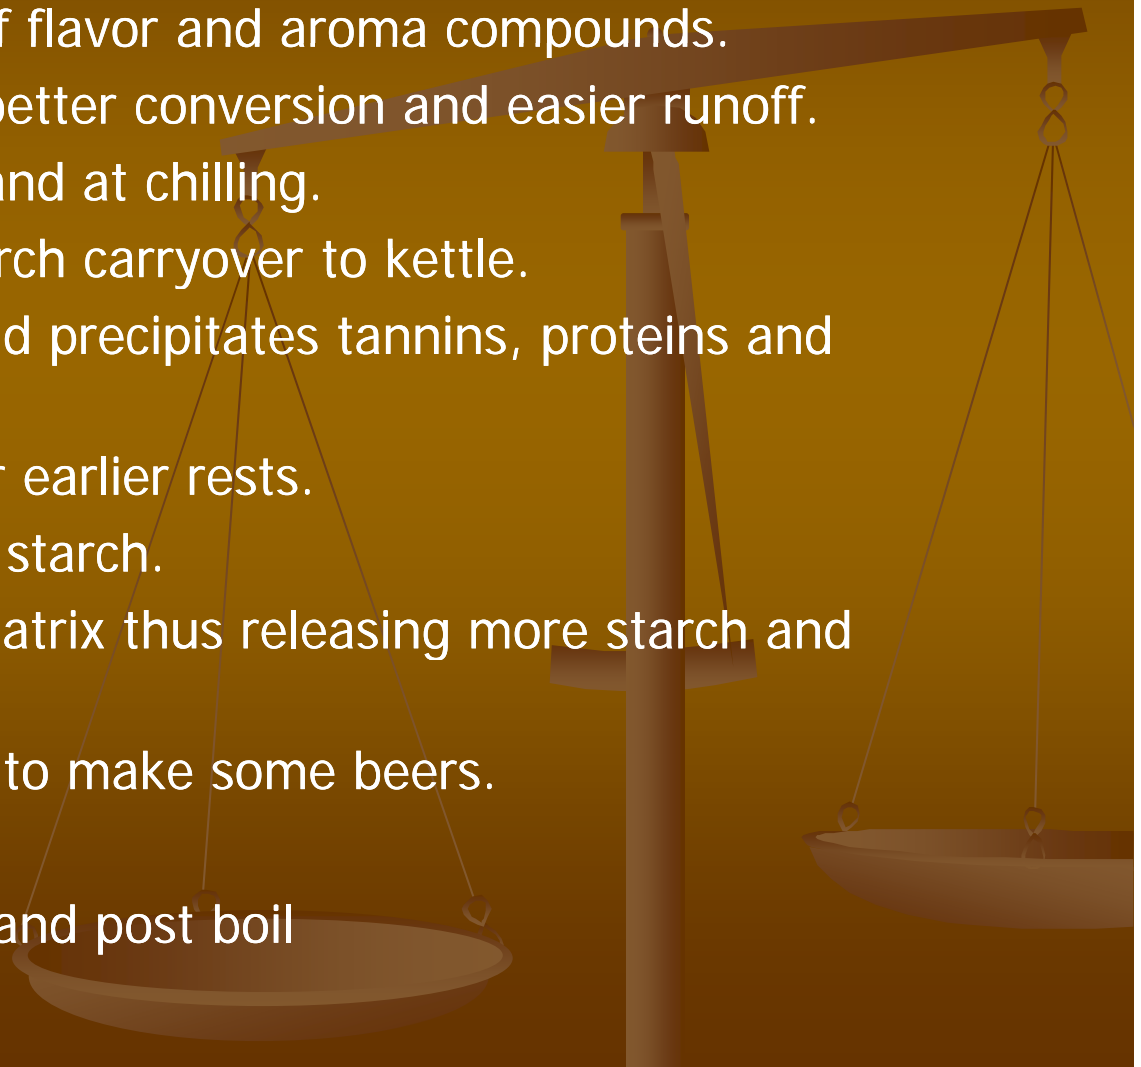 f flavor and aroma compounds.
better conversion and easier runoff.
and at chilling.
rch carryover to kettle.
d precipitates tannins, proteins and
r earlier rests.
starch.
atrix thus releasing more starch and
to make some beers.
and post boil